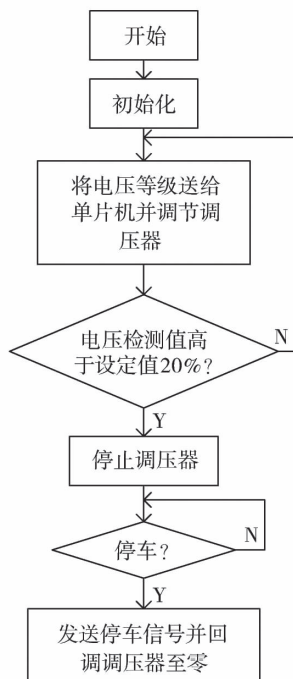 开始
初始化
将电压等级送给
单片机并调节调
压器
电压检测值高
于设定值20%?
N
Y
停止调压器
停车?
N
Y
发送停车信号并回
调调压器至零